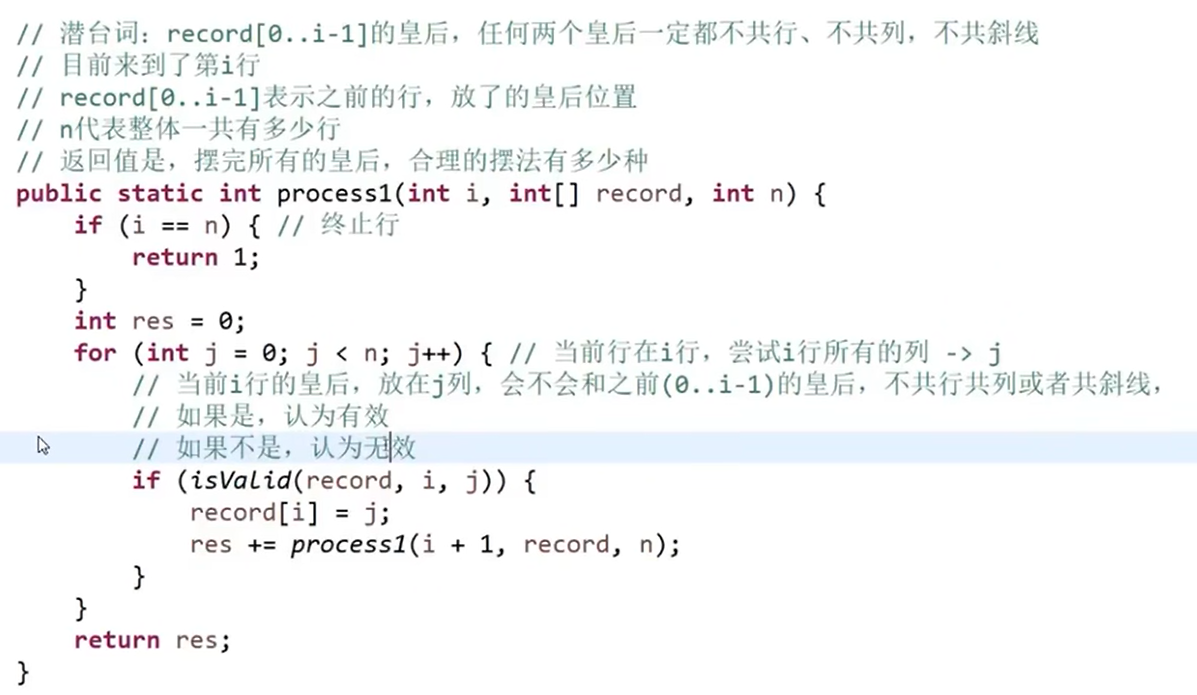 // 潜台词：record[0..i-1]的皇后，任何两个皇后一定都不共行、不共列，不共斜线
// 目前来到了第i行
// record[0..i-1]表示之前的行，放了的皇后位置
// n代表整体一共有多少行
// 返回值是，摆完所有的皇后，合理的摆法有多少种
public static int process1(int i, int[] record, int n) {
    if (i == n) { // 终止行
        return 1;
    }
    int res = 0;
    for (int j = 0; j < n; j++) { // 当前行在i行，尝试i行所有的列 -> j
        // 当前i行的皇后，放在j列，会不会和之前(0..i-1)的皇后，不共行共列或者共斜线，
        // 如果是，认为有效
        // 如果不是，认为无效
        if (isValid(record, i, j)) {
            record[i] = j;
            res += process1(i + 1, record, n);
        }
    }
    return res;
}